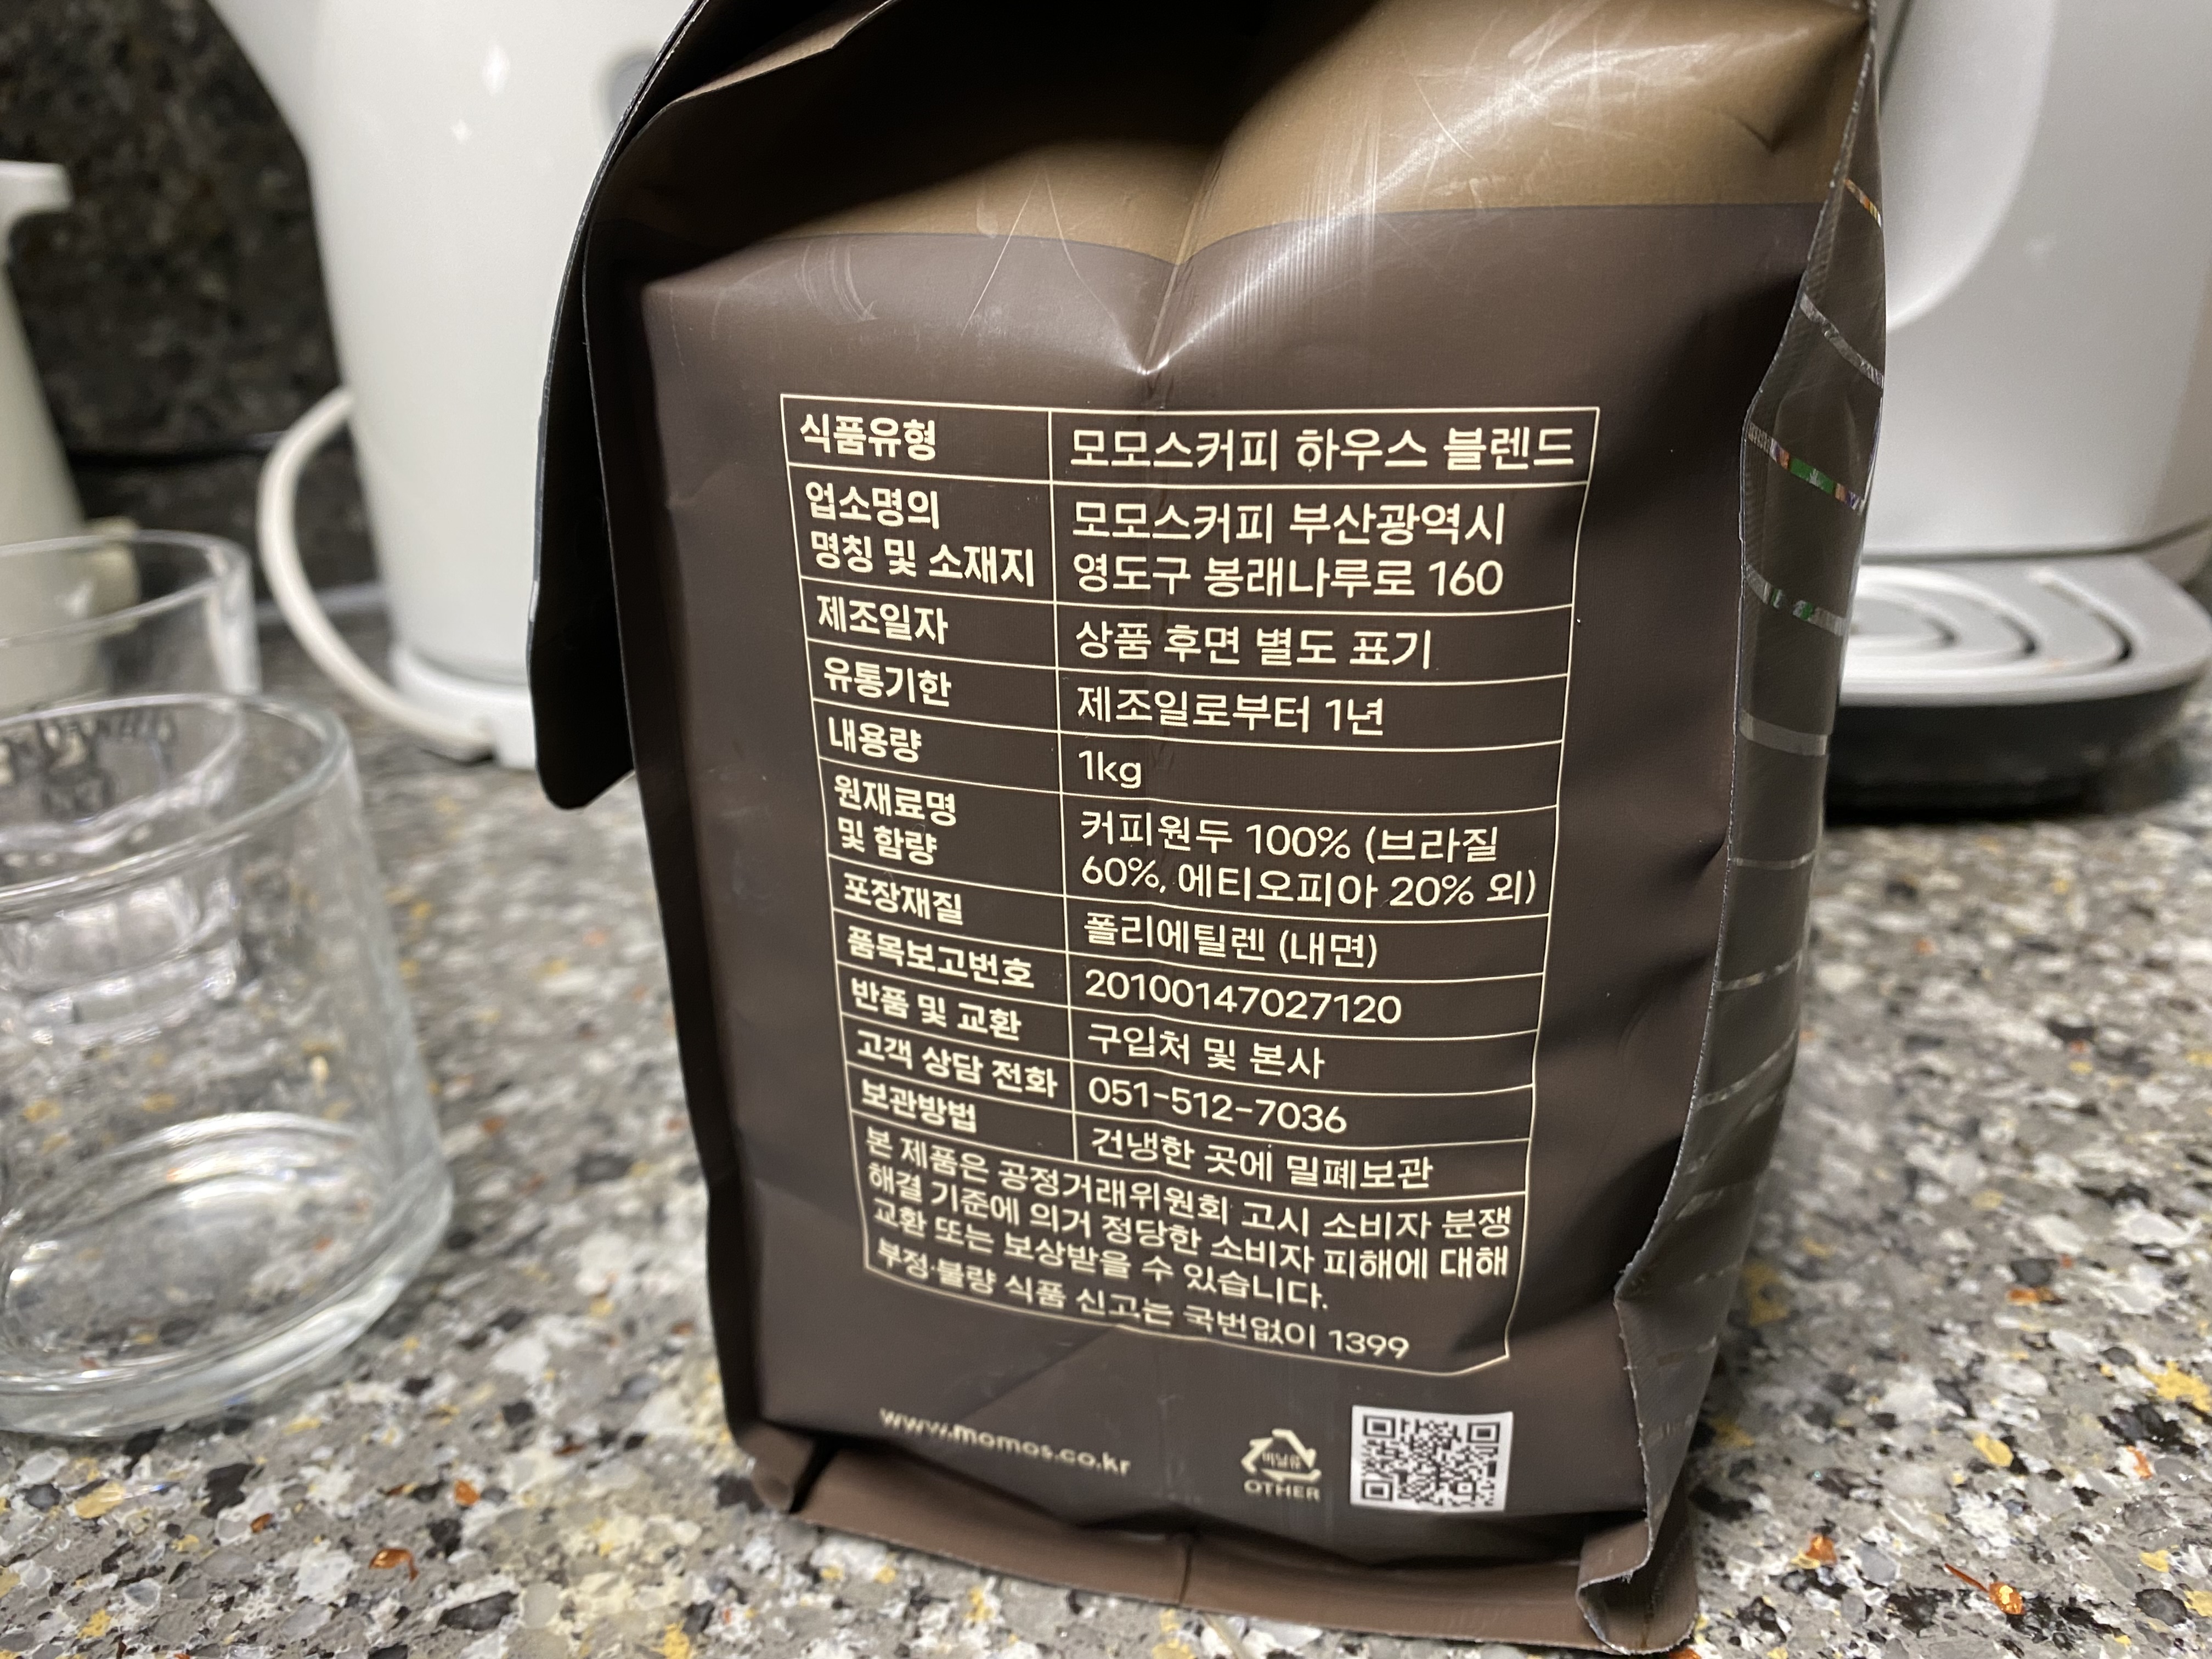 식품유형 모모스커피 하우스 블렌드
업소명의
명칭 및 소재지
모모스커피 부산광역시
영도구 봉래나루로 160
제조일자 상품 후면 별도 표기
유통기한 제조일로부터 1년
내용량 1kg
원재료명
및 함량
커피원두 100% (브라질
60%, 에티오피아 20% 외)
포장재질 폴리에틸렌 (내면)
품목보고번호 20100147027120
반품 및 교환 구입처 및 본사
고객 상담 전화 051-512-7036
보관방법 건냉한 곳에 밀폐보관
본 제품은 공정거래위원회 고시 소비자 분쟁
해결 기준에 의거 정당한 소비자 피해에 대해
교환 또는 보상받을 수 있습니다.
부정·불량 식품 신고는 국번없이 1399
www.momos.co.kr
비닐류
OTHER